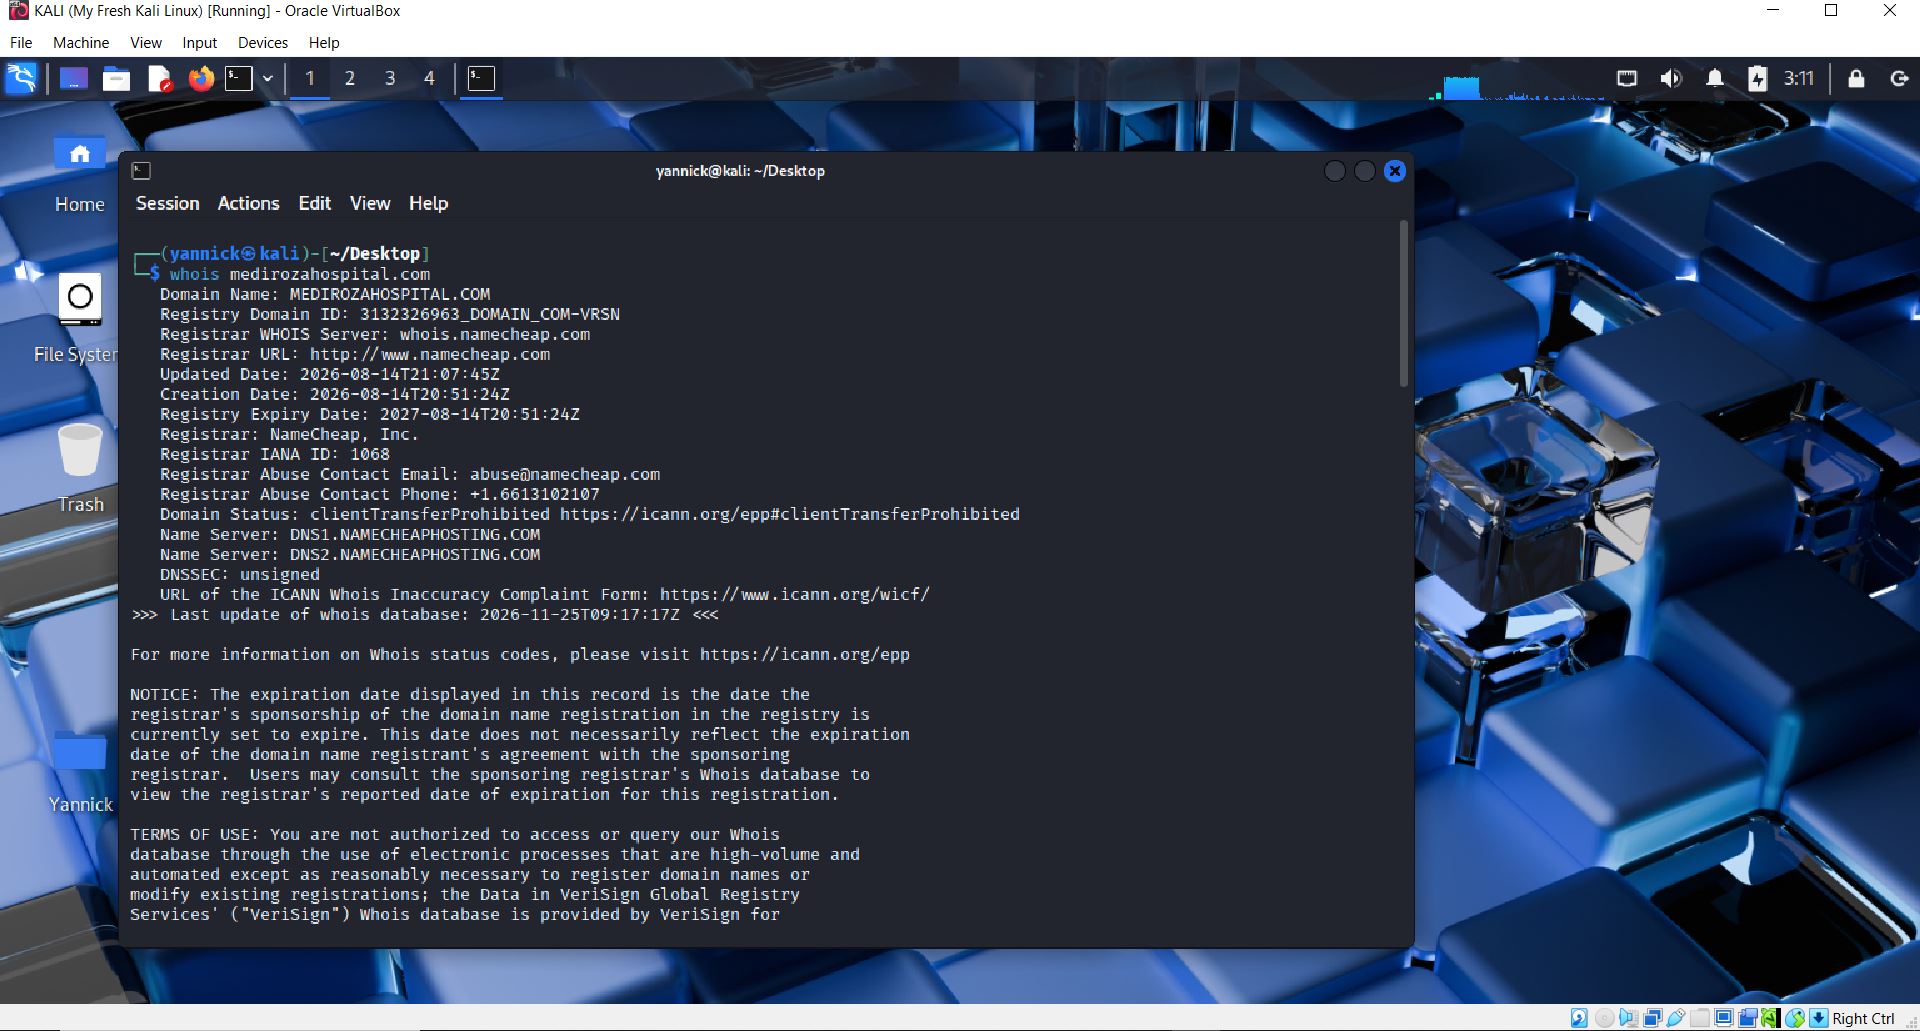 KALI (My Fresh Kali Linux) [Running] - Oracle VirtualBox
File Machine View Input Devices Help
1 2 3 4 3:11
Home
File System
Trash
Yannick
yannick@kali: ~/Desktop
Session Actions Edit View Help
┌──(yannick㉿kali)-[~/Desktop]
└─$ whois medirozahospital.com
Domain Name: MEDIROZAHOSPITAL.COM
Registry Domain ID: 3132326963_DOMAIN_COM-VRSN
Registrar WHOIS Server: whois.namecheap.com
Registrar URL: http://www.namecheap.com
Updated Date: 2026-08-14T21:07:45Z
Creation Date: 2026-08-14T20:51:24Z
Registry Expiry Date: 2027-08-14T20:51:24Z
Registrar: NameCheap, Inc.
Registrar IANA ID: 1068
Registrar Abuse Contact Email: abuse@namecheap.com
Registrar Abuse Contact Phone: +1.6613102107
Domain Status: clientTransferProhibited https://icann.org/epp#clientTransferProhibited
Name Server: DNS1.NAMECHEAPHOSTING.COM
Name Server: DNS2.NAMECHEAPHOSTING.COM
DNSSEC: unsigned
URL of the ICANN Whois Inaccuracy Complaint Form: https://www.icann.org/wicf/
>>> Last update of whois database: 2026-11-25T09:17:17Z <<<
For more information on Whois status codes, please visit https://icann.org/epp
NOTICE: The expiration date displayed in this record is the date the
registrar's sponsorship of the domain name registration in the registry is
currently set to expire. This date does not necessarily reflect the expiration
date of the domain name registrant's agreement with the sponsoring
registrar.  Users may consult the sponsoring registrar's Whois database to
view the registrar's reported date of expiration for this registration.
TERMS OF USE: You are not authorized to access or query our Whois
database through the use of electronic processes that are high-volume and
automated except as reasonably necessary to register domain names or
modify existing registrations; the Data in VeriSign Global Registry
Services' ("VeriSign") Whois database is provided by VeriSign for
Right Ctrl